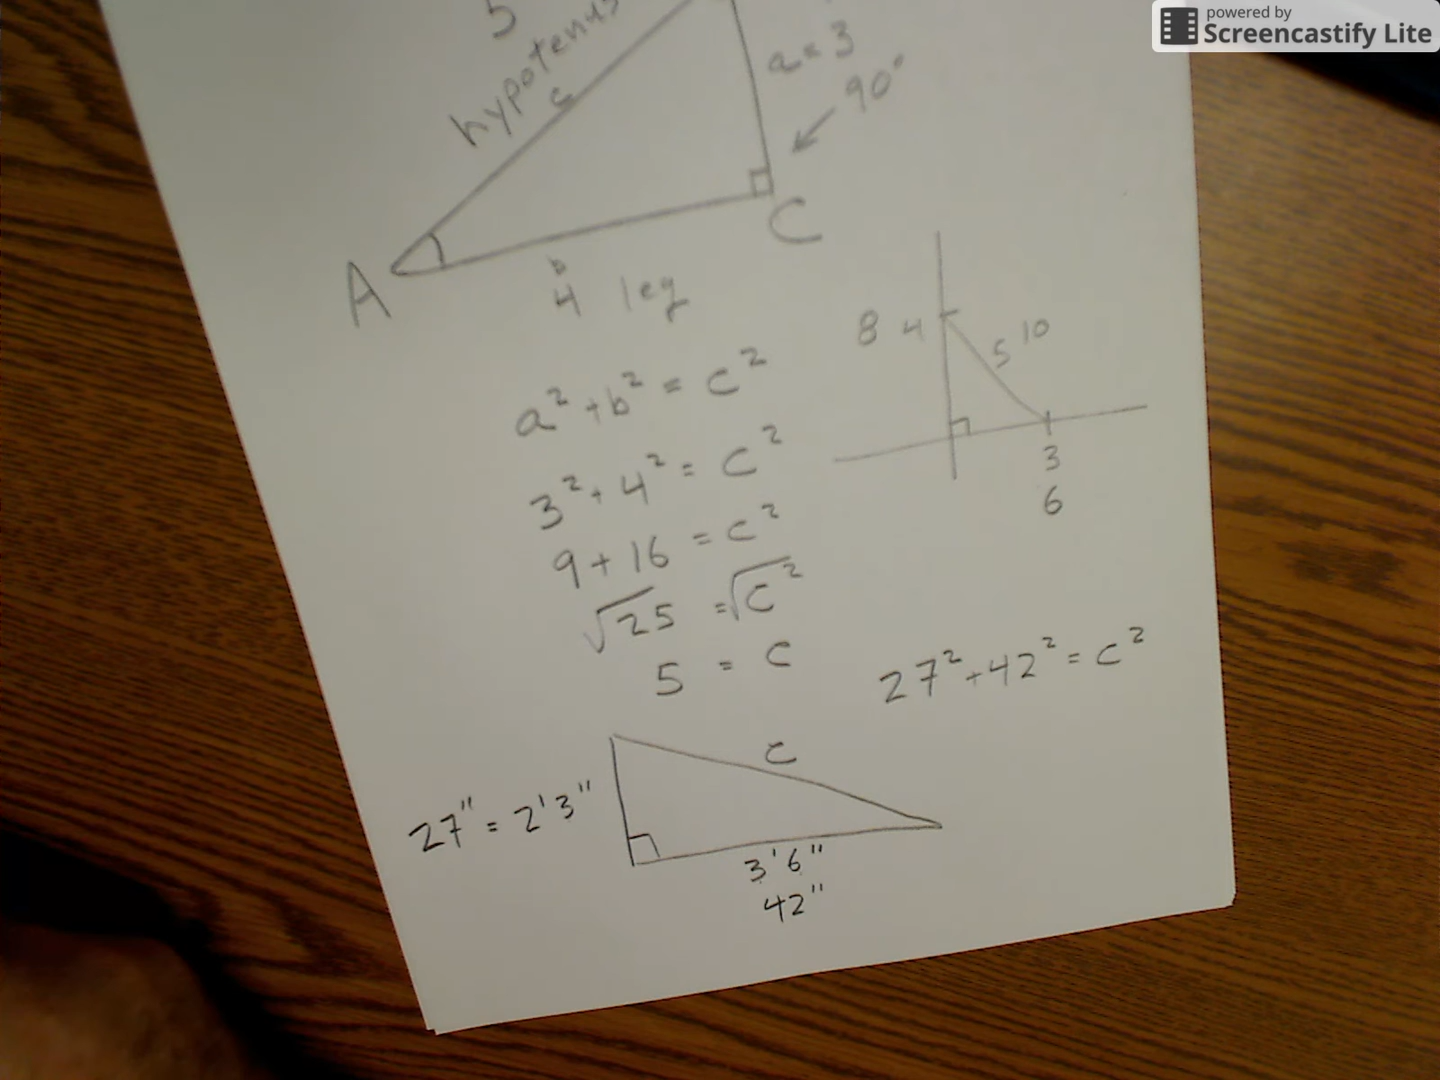 powered by
Screencastify Lite
5
hypotenus
c
a = 3
90°
A
C
b
4 leg
8 4
5 10
3
6
a² + b² = c²
3² + 4² = c²
9 + 16 = c²
√25 = √c²
5 = c
27² + 42² = c²
c
27" = 2'3"
3'6"
42"